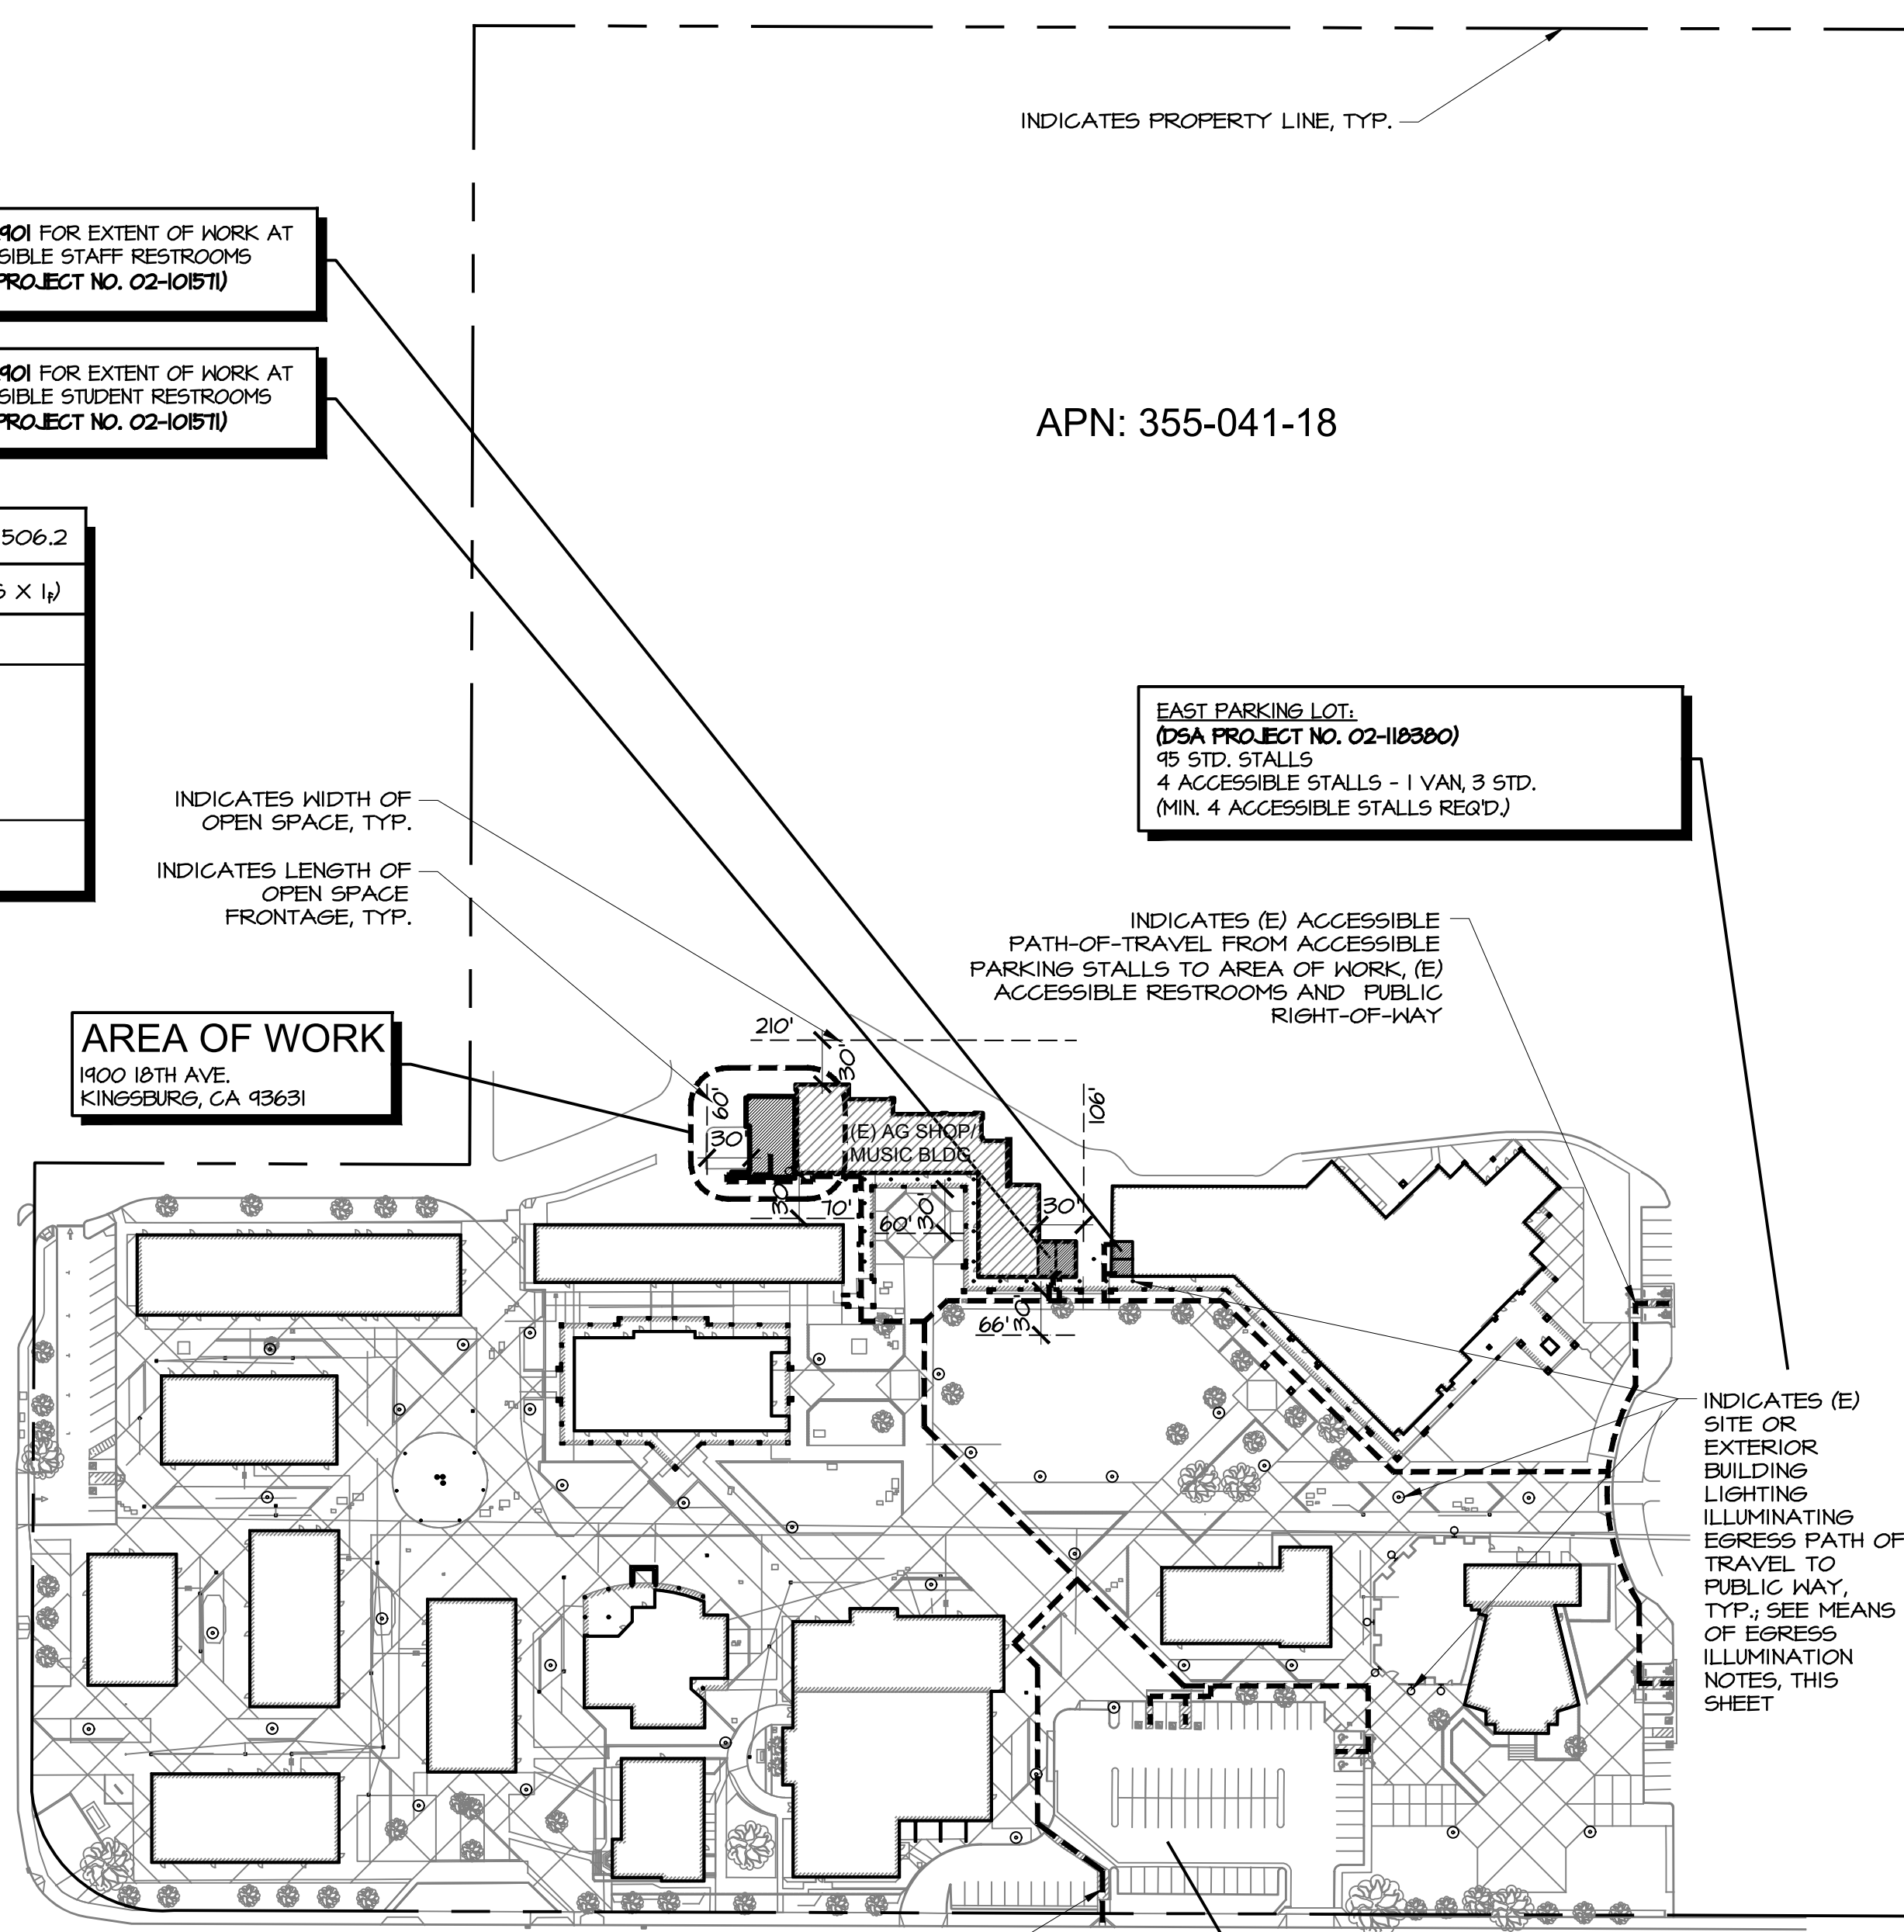 INDICATES PROPERTY LINE, TYP.
901 FOR EXTENT OF WORK AT
SIBLE STAFF RESTROOMS
PROJECT NO. 02-101571)
901 FOR EXTENT OF WORK AT
SIBLE STUDENT RESTROOMS
PROJECT NO. 02-101571)
APN: 355-041-18
506.2
S X If)
EAST PARKING LOT:
(DSA PROJECT NO. 02-118380)
95 STD. STALLS
4 ACCESSIBLE STALLS - 1 VAN, 3 STD.
(MIN. 4 ACCESSIBLE STALLS REQ'D.)
INDICATES WIDTH OF
OPEN SPACE, TYP.
INDICATES LENGTH OF
OPEN SPACE
FRONTAGE, TYP.
INDICATES (E) ACCESSIBLE
PATH-OF-TRAVEL FROM ACCESSIBLE
PARKING STALLS TO AREA OF WORK, (E)
ACCESSIBLE RESTROOMS AND PUBLIC
RIGHT-OF-WAY
AREA OF WORK
1900 18TH AVE.
KINGSBURG, CA 93631
210'
30'
60'
30'
106'
(E) AG SHOP/
MUSIC BLDG.
30'
70'
60'
30'
30'
66'
30'
INDICATES (E)
SITE OR
EXTERIOR
BUILDING
LIGHTING
ILLUMINATING
EGRESS PATH OF
TRAVEL TO
PUBLIC WAY,
TYP.; SEE MEANS
OF EGRESS
ILLUMINATION
NOTES, THIS
SHEET